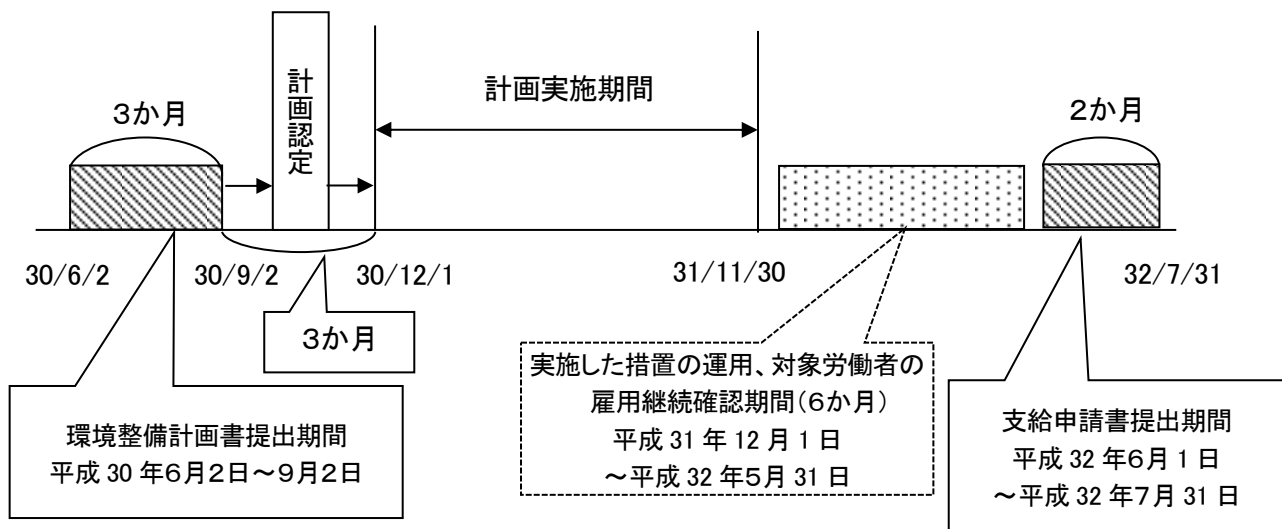 3か月
計画認定
計画実施期間
2か月
30/6/2
30/9/2
30/12/1
31/11/30
32/7/31
3か月
環境整備計画書提出期間
平成 30 年6月2日～9月2日
実施した措置の運用、対象労働者の
雇用継続確認期間(6か月)
平成 31 年 12 月 1 日
～平成 32 年5月 31 日
支給申請書提出期間
平成 32 年6月 1 日
～平成 32 年7月 31 日